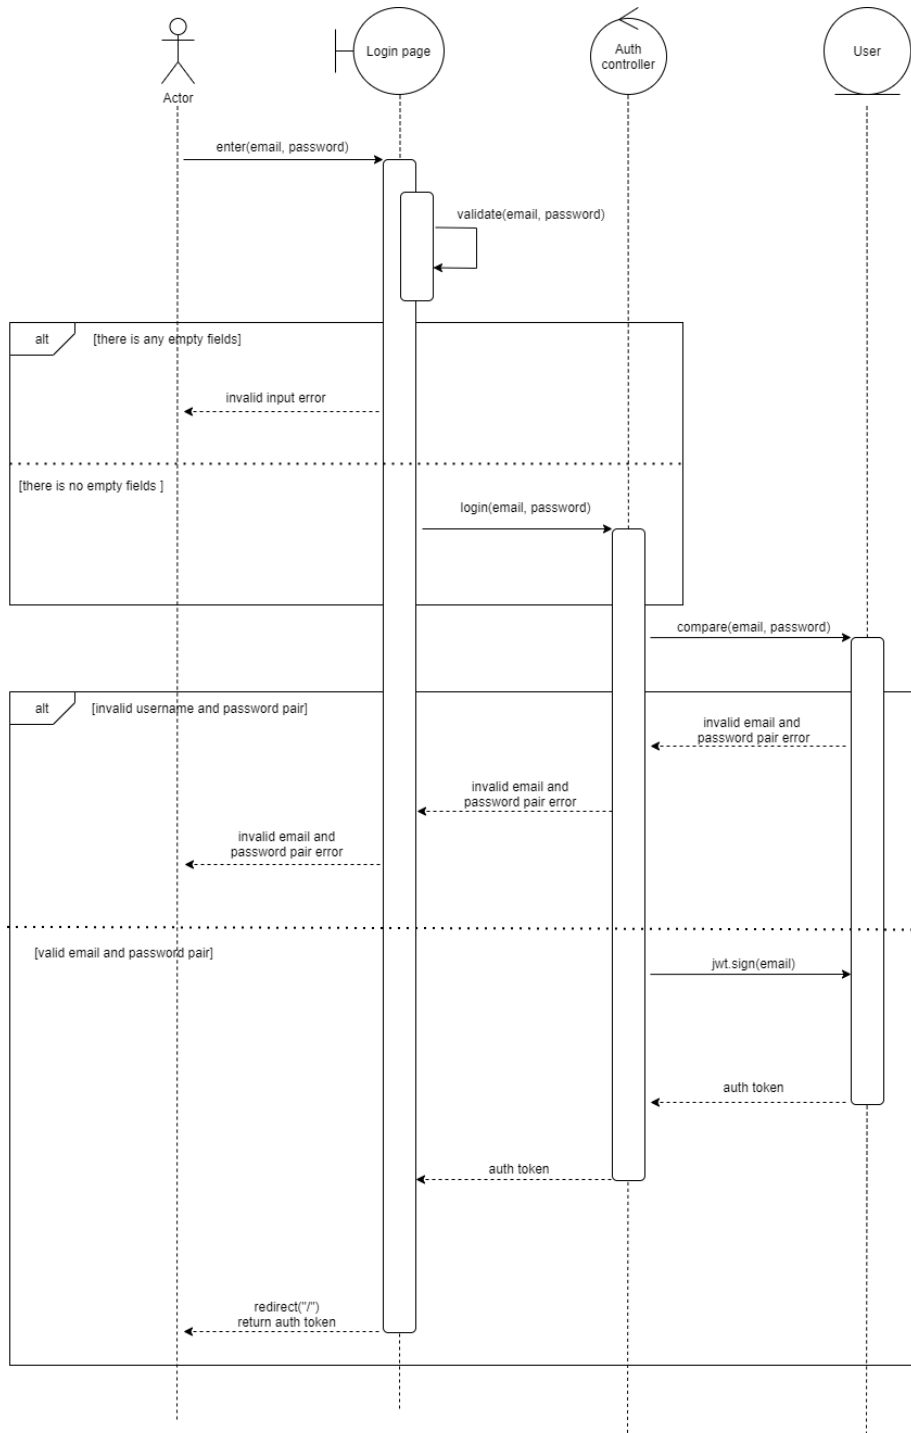 Login page
Auth
controller
User
Actor
enter(email, password)
validate(email, password)
alt
[there is any empty fields]
invalid input error
[there is no empty fields ]
login(email, password)
compare(email, password)
alt
[invalid username and password pair]
invalid email and
password pair error
invalid email and
password pair error
invalid email and
password pair error
[valid email and password pair]
jwt.sign(email)
auth token
auth token
redirect("/")
return auth token